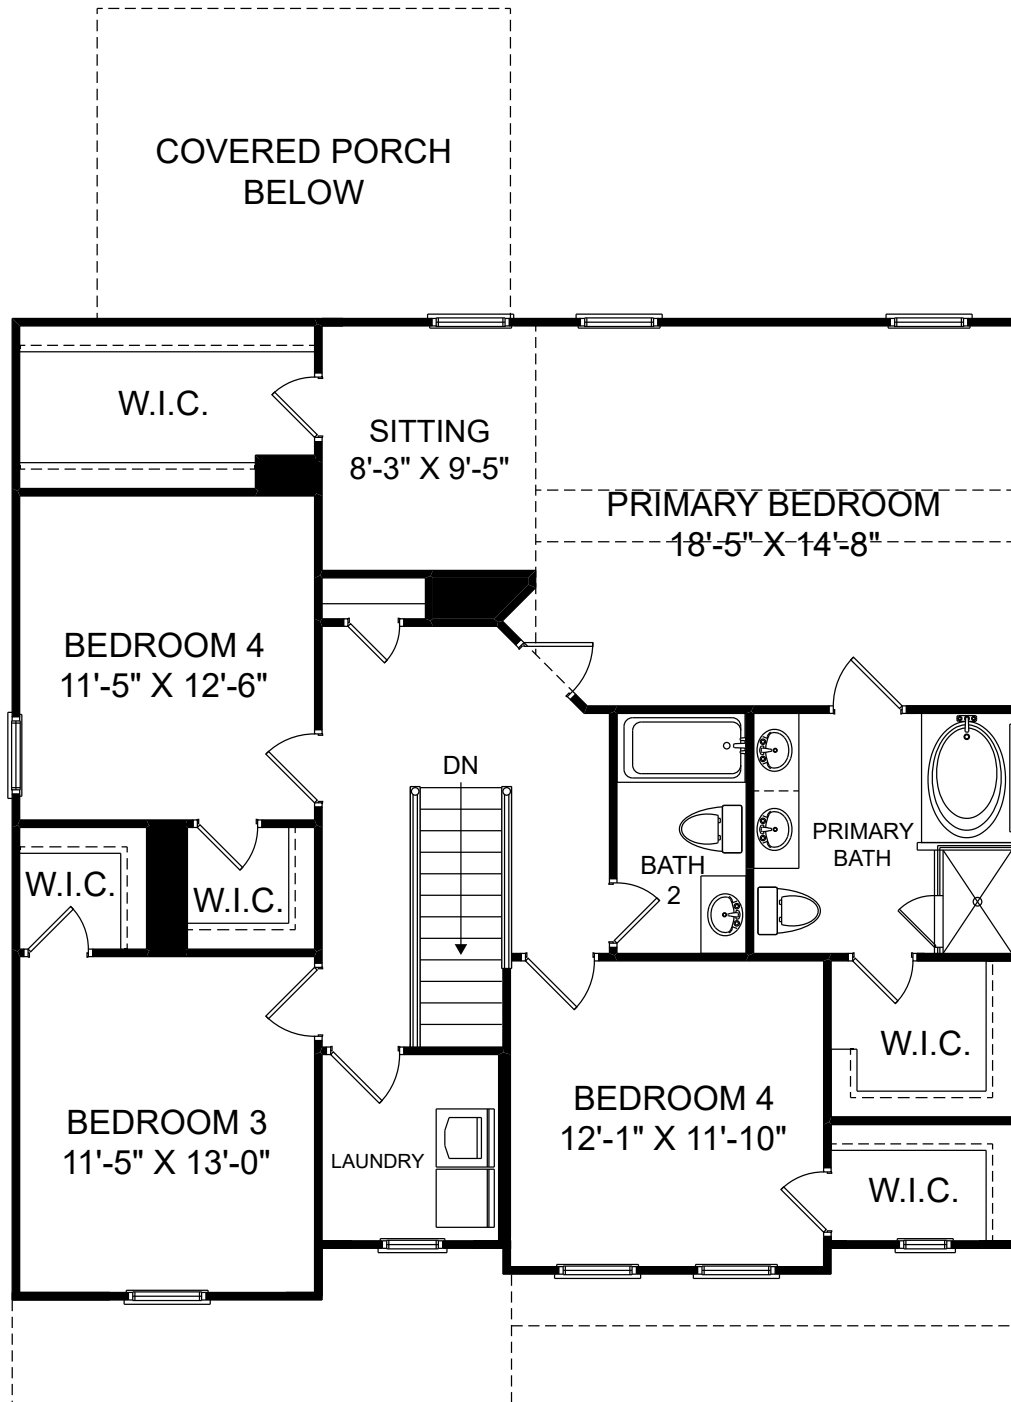 COVERED PORCH
BELOW
W.I.C.
SITTING
8'-3" X 9'-5"
PRIMARY BEDROOM
18'-5" X 14'-8"
BEDROOM 4
11'-5" X 12'-6"
DN
PRIMARY
BATH
BATH
2
W.I.C.
W.I.C.
W.I.C.
BEDROOM 3
11'-5" X 13'-0"
LAUNDRY
BEDROOM 4
12'-1" X 11'-10"
W.I.C.